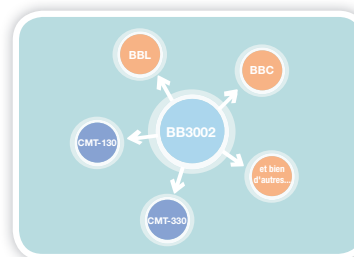 BBL
BBC
BB3002
CMT-130
et bien
d'autres...
CMT-330